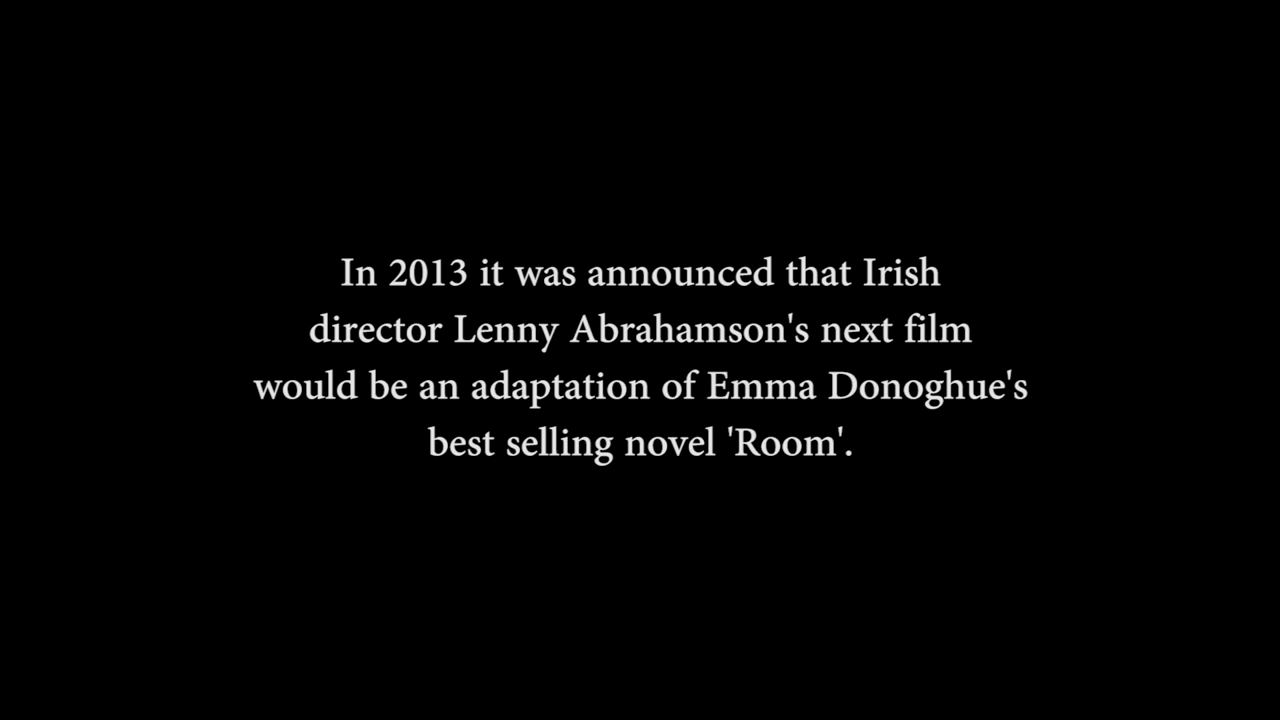 In 2013 it was announced that Irish
director Lenny Abrahamson's next film
would be an adaptation of Emma Donoghue's
best selling novel 'Room'.